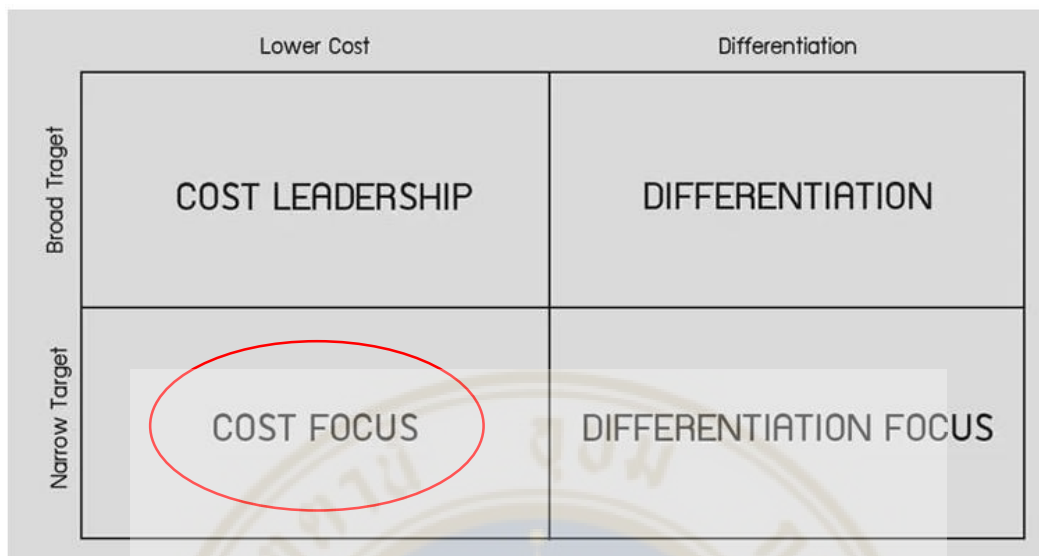 Lower Cost
Differentiation
Broad Traget
COST LEADERSHIP
DIFFERENTIATION
Narrow Target
COST FOCUS
DIFFERENTIATION FOCUS